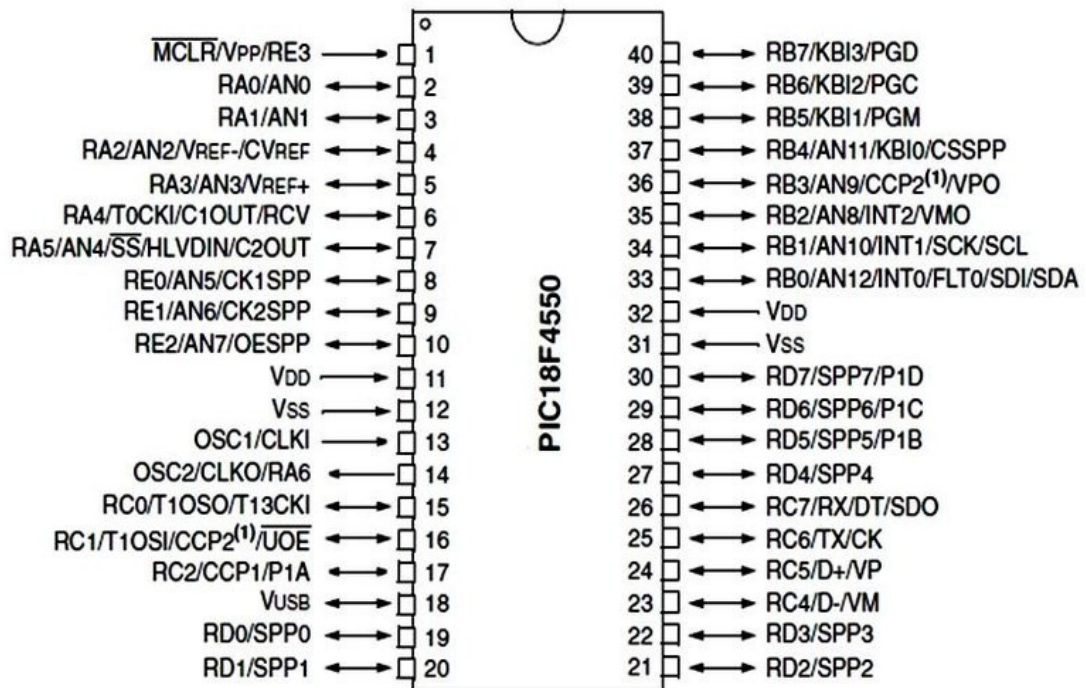 M̅C̅L̅R̅/VPP/RE3 1
RA0/AN0 2
RA1/AN1 3
RA2/AN2/VREF-/CVREF 4
RA3/AN3/VREF+ 5
RA4/T0CKI/C1OUT/RCV 6
RA5/AN4/S̅S̅/HLVDIN/C2OUT 7
RE0/AN5/CK1SPP 8
RE1/AN6/CK2SPP 9
RE2/AN7/OESPP 10
VDD 11
VSS 12
OSC1/CLKI 13
OSC2/CLKO/RA6 14
RC0/T1OSO/T13CKI 15
RC1/T1OSI/CCP2(1)/U̅O̅E̅ 16
RC2/CCP1/P1A 17
VUSB 18
RD0/SPP0 19
RD1/SPP1 20
PIC18F4550
40 RB7/KBI3/PGD
39 RB6/KBI2/PGC
38 RB5/KBI1/PGM
37 RB4/AN11/KBI0/CSSPP
36 RB3/AN9/CCP2(1)/VPO
35 RB2/AN8/INT2/VMO
34 RB1/AN10/INT1/SCK/SCL
33 RB0/AN12/INT0/FLT0/SDI/SDA
32 VDD
31 VSS
30 RD7/SPP7/P1D
29 RD6/SPP6/P1C
28 RD5/SPP5/P1B
27 RD4/SPP4
26 RC7/RX/DT/SDO
25 RC6/TX/CK
24 RC5/D+/VP
23 RC4/D-/VM
22 RD3/SPP3
21 RD2/SPP2